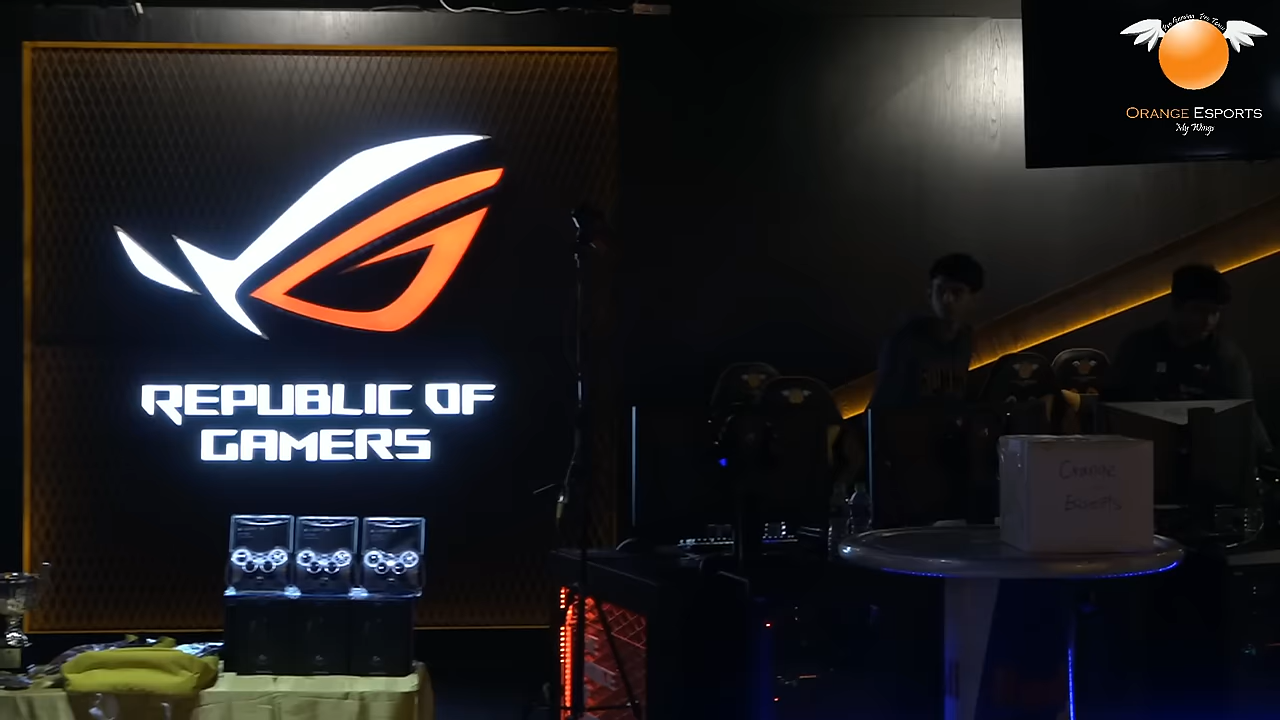 REPUBLIC OF
GAMERS
ORANGE ESPORTS
My Wings
Orange
Esports